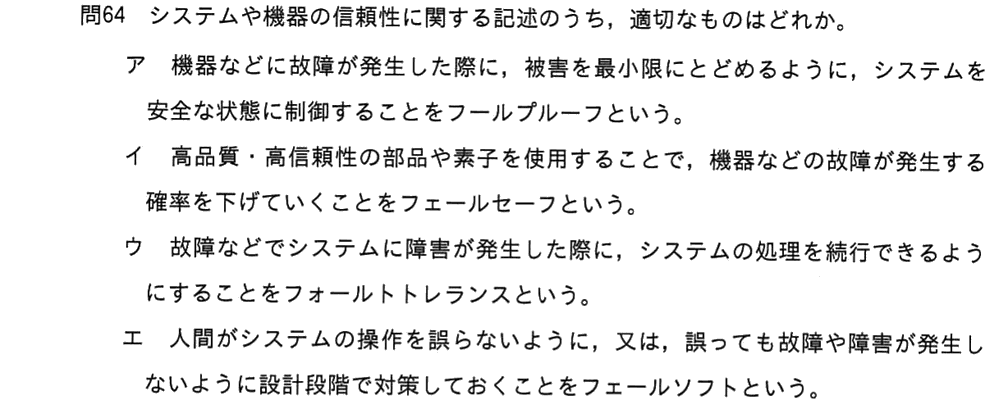 問64　システムや機器の信頼性に関する記述のうち，適切なものはどれか。
ア　機器などに故障が発生した際に，被害を最小限にとどめるように，システムを
安全な状態に制御することをフールプルーフという。
イ　高品質・高信頼性の部品や素子を使用することで，機器などの故障が発生する
確率を下げていくことをフェールセーフという。
ウ　故障などでシステムに障害が発生した際に，システムの処理を続行できるよう
にすることをフォールトトレランスという。
エ　人間がシステムの操作を誤らないように，又は，誤っても故障や障害が発生し
ないように設計段階で対策しておくことをフェールソフトという。